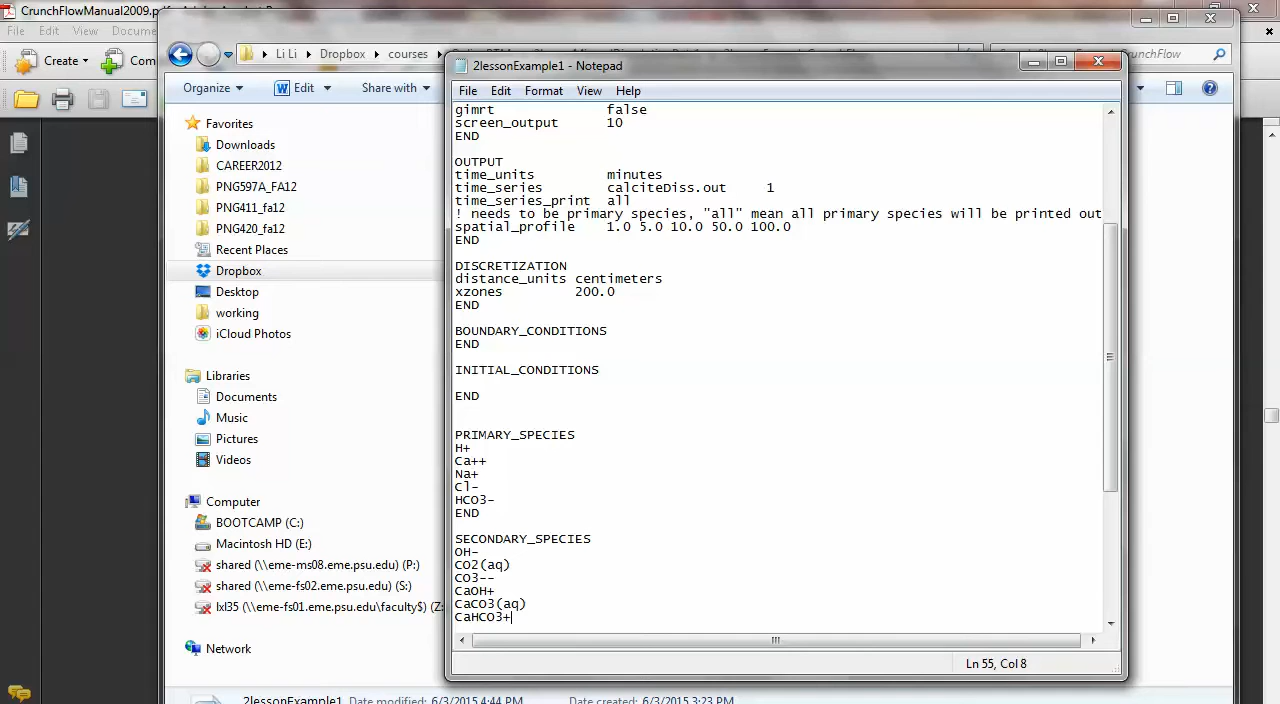 CrunchFlowManual2009.p
File Edit View Docume
Create
Com
Li Li Dropbox courses
CrunchFlow
Organize Edit Share with
Favorites
Downloads
CAREER2012
PNG597A_FA12
PNG411_fa12
PNG420_fa12
Recent Places
Dropbox
Desktop
working
iCloud Photos
Libraries
Documents
Music
Pictures
Videos
Computer
BOOTCAMP (C:)
Macintosh HD (E:)
shared (\\eme-ms08.eme.psu.edu) (P:)
shared (\\eme-fs02.eme.psu.edu) (S:)
lxl35 (\\eme-fs01.eme.psu.edu\faculty$) (Z:
Network
2lessonExample1 - Notepad
File Edit Format View Help
gimrt false
screen_output 10
END
OUTPUT
time_units minutes
time_series calciteDiss.out 1
time_series_print all
! needs to be primary species, "all" mean all primary species will be printed out
spatial_profile 1.0 5.0 10.0 50.0 100.0
END
DISCRETIZATION
distance_units centimeters
xzones 200.0
END
BOUNDARY_CONDITIONS
END
INITIAL_CONDITIONS
END
PRIMARY_SPECIES
H+
Ca++
Na+
Cl-
HCO3-
END
SECONDARY_SPECIES
OH-
CO2(aq)
CO3--
CaOH+
CaCO3(aq)
CaHCO3+
Ln 55, Col 8
2lessonExample1 Date modified: 6/3/2015 4:44 PM Date created: 6/3/2015 3:23 PM